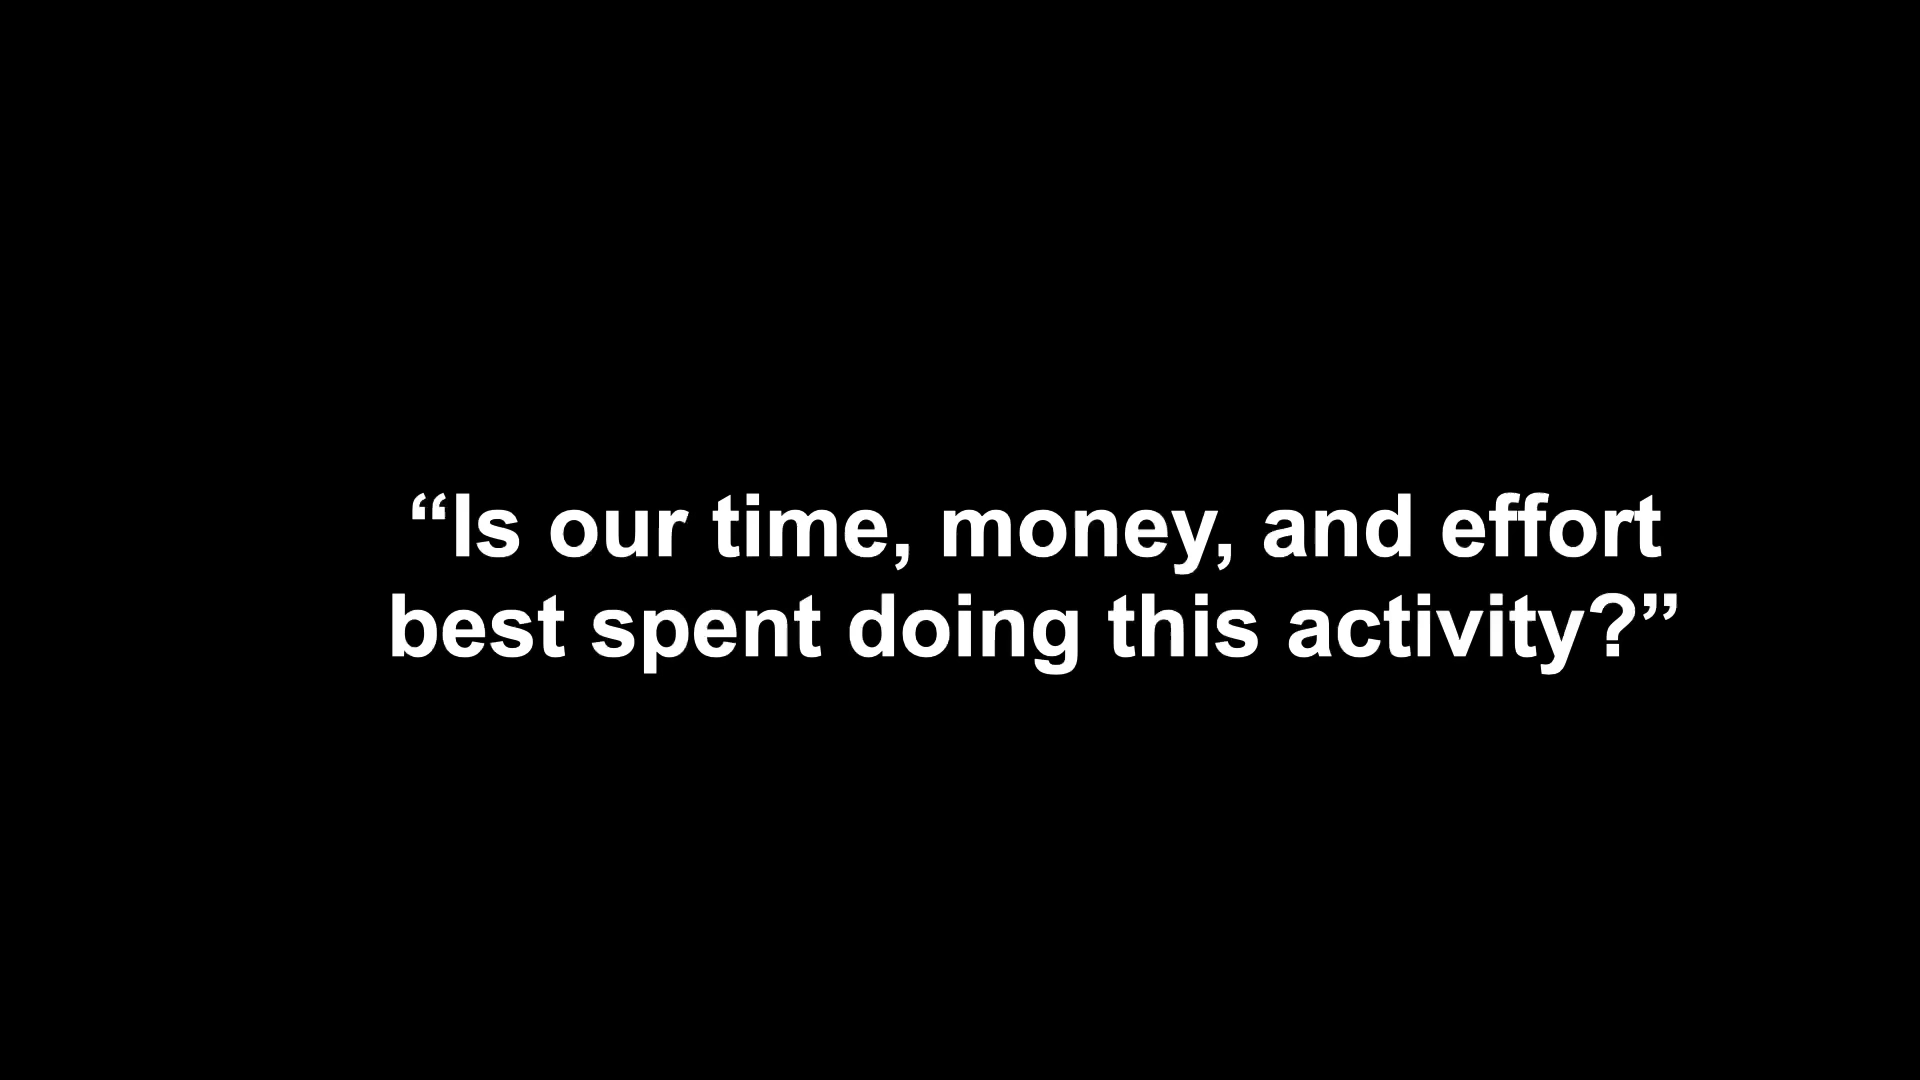 “Is our time, money, and effort
best spent doing this activity?”